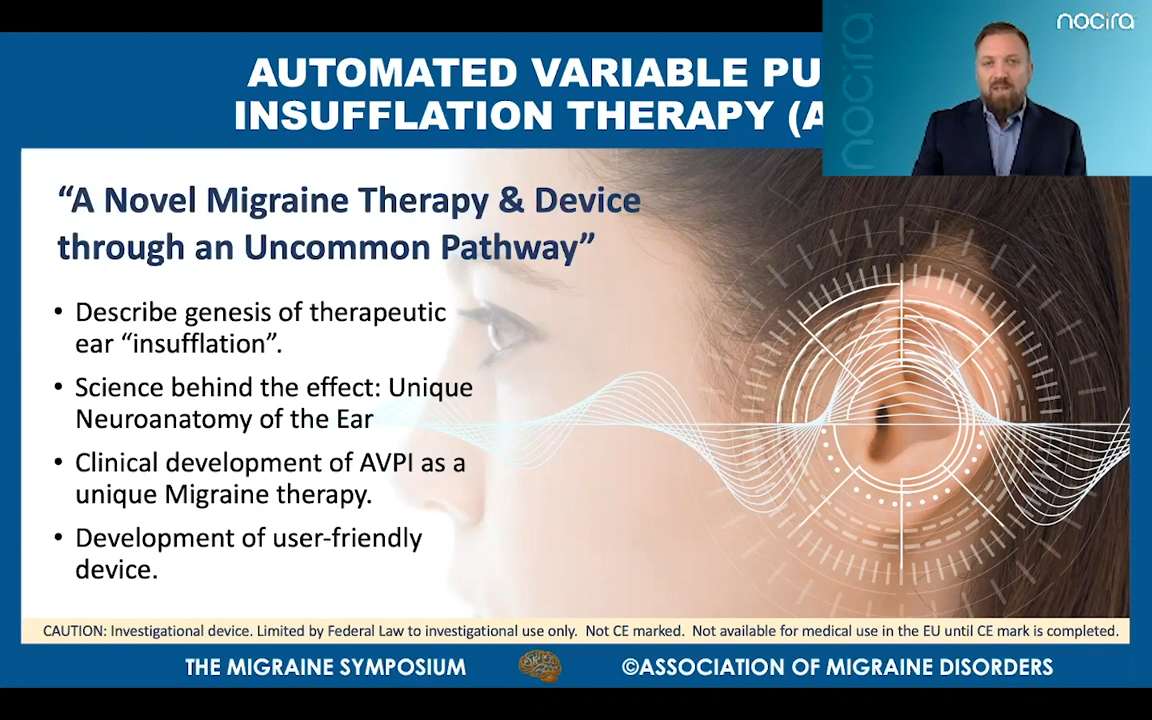 nocira
nocira
AUTOMATED VARIABLE PU
INSUFFLATION THERAPY (A
“A Novel Migraine Therapy & Device
through an Uncommon Pathway”
• Describe genesis of therapeutic
ear “insufflation”.
• Science behind the effect: Unique
Neuroanatomy of the Ear
• Clinical development of AVPI as a
unique Migraine therapy.
• Development of user-friendly
device.
CAUTION: Investigational device. Limited by Federal Law to investigational use only. Not CE marked. Not available for medical use in the EU until CE mark is completed.
THE MIGRAINE SYMPOSIUM
©ASSOCIATION OF MIGRAINE DISORDERS